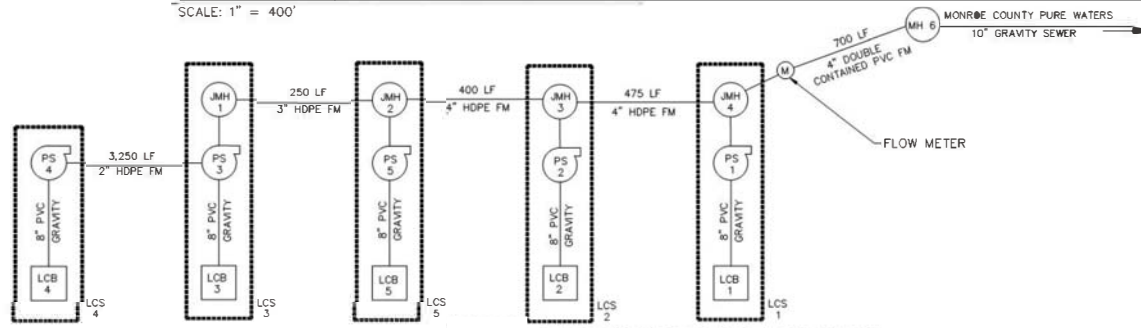 SCALE: 1" = 400'
MONROE COUNTY PURE WATERS
10" GRAVITY SEWER
MH 6
700 LF
4" DOUBLE
CONTAINED PVC FM
M
FLOW METER
JMH
1
250 LF
3" HDPE FM
JMH
2
400 LF
4" HDPE FM
JMH
3
475 LF
4" HDPE FM
JMH
4
PS
4
3,250 LF
2" HDPE FM
PS
3
PS
5
PS
2
PS
1
8" PVC
GRAVITY
8" PVC
GRAVITY
8" PVC
GRAVITY
8" PVC
GRAVITY
8" PVC
GRAVITY
LCB
4
LCB
3
LCB
5
LCB
2
LCB
1
LCS
4
LCS
3
LCS
5
LCS
2
LCS
1